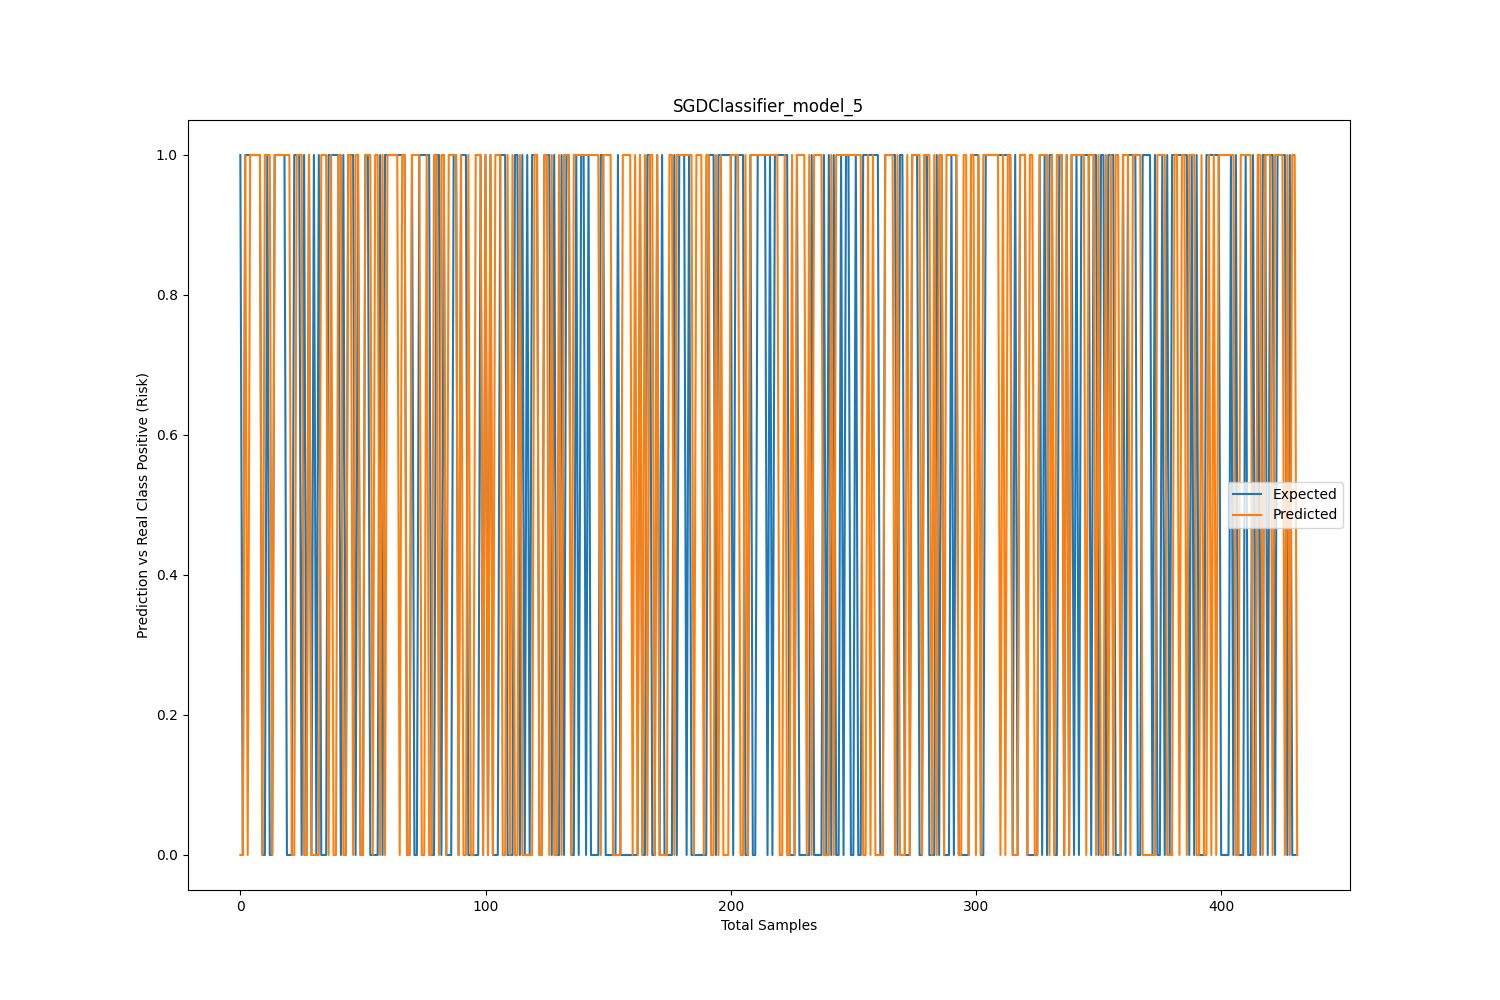 SGDClassifier_model_5
1.0
0.8
0.6
0.4
0.2
0.0
Prediction vs Real Class Positive (Risk)
Expected
Predicted
0 100 200 300 400
Total Samples